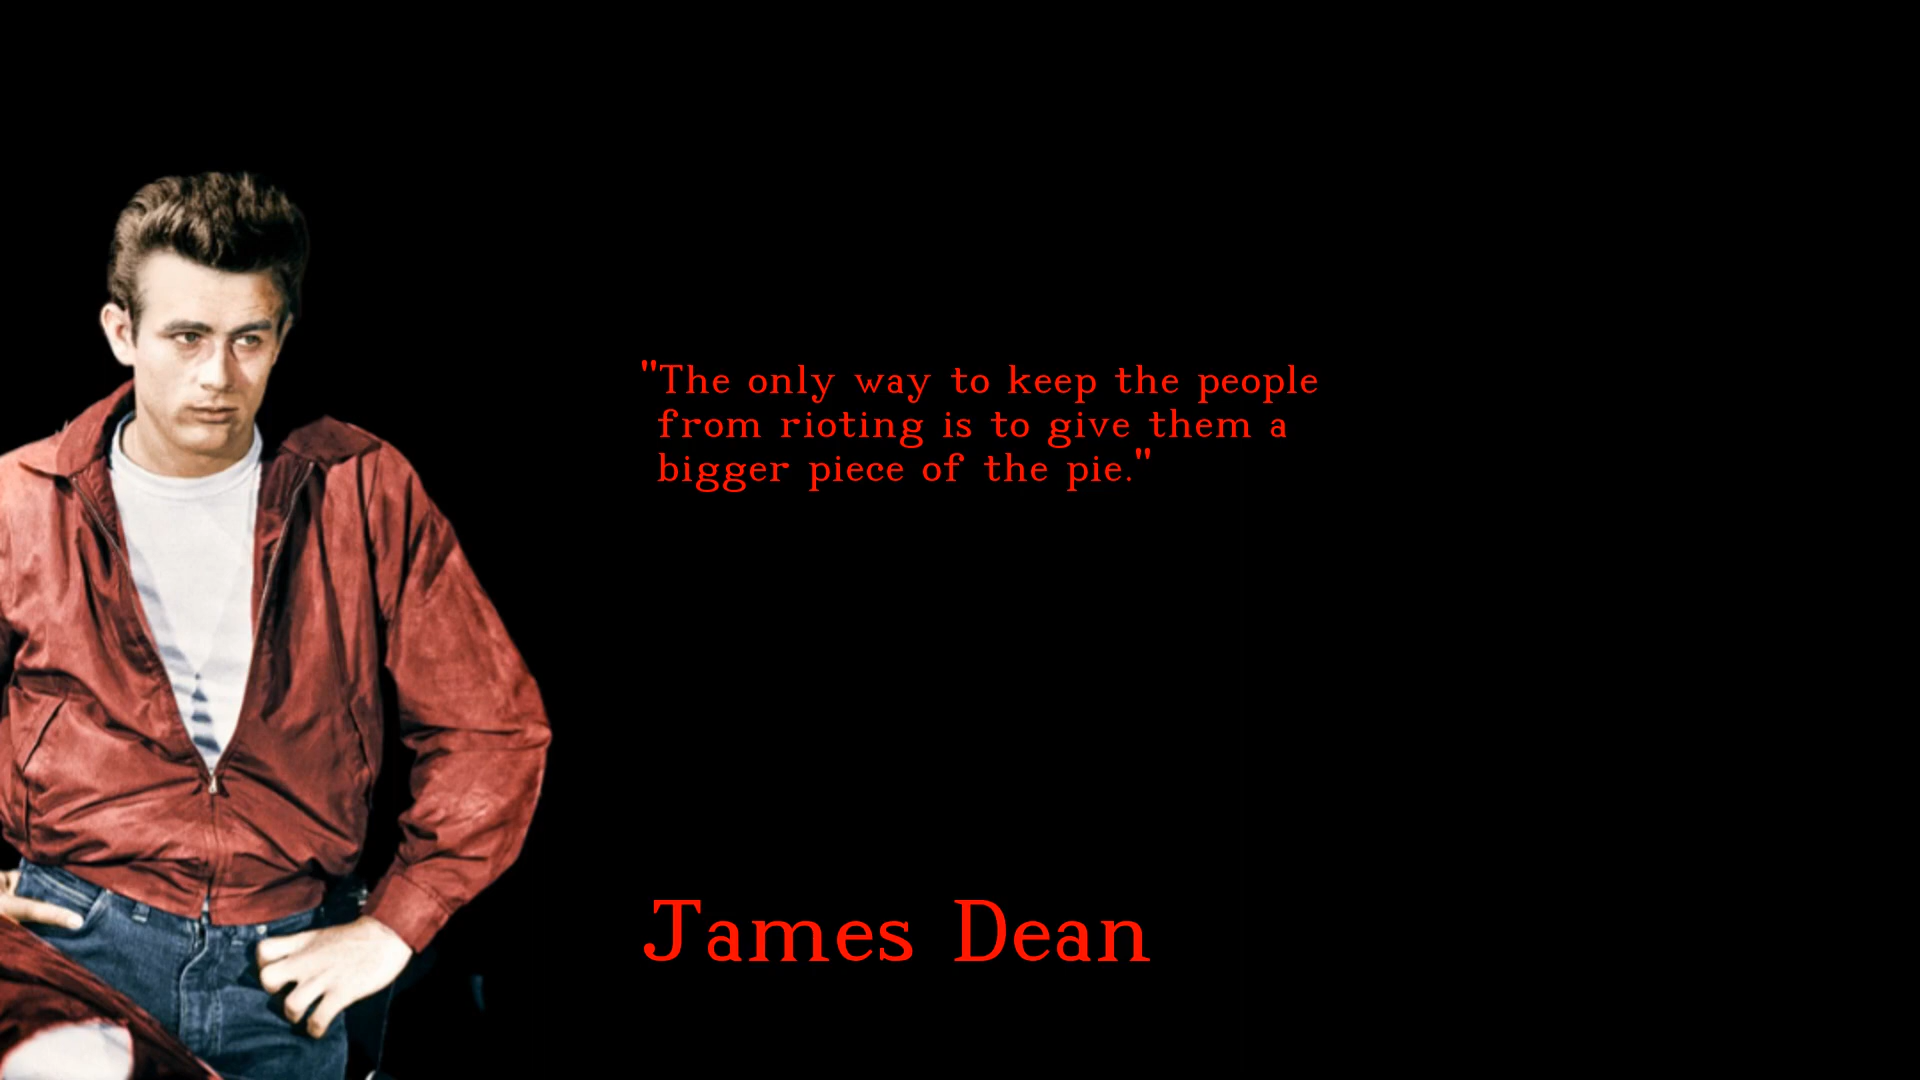 "The only way to keep the people
from rioting is to give them a
bigger piece of the pie."
James Dean